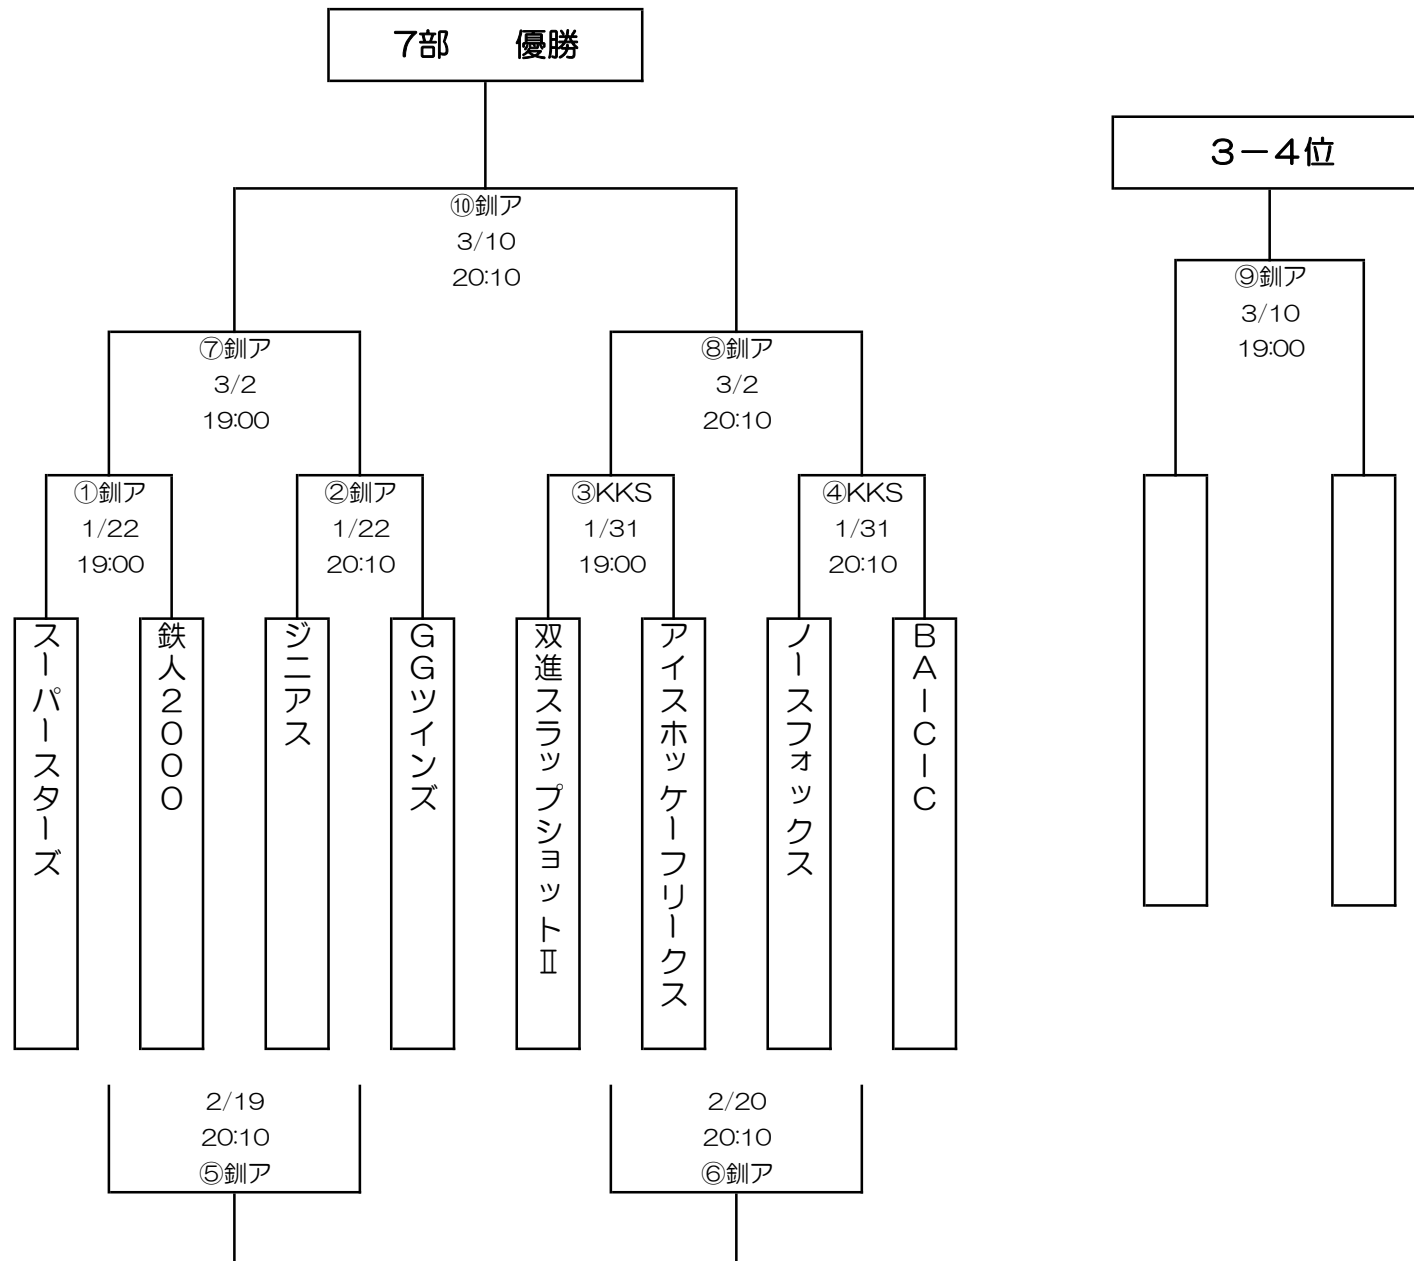 7部　　優勝
3－4位
⑩釧ア
3/10
20:10
⑨釧ア
3/10
19:00
⑦釧ア
3/2
19:00
⑧釧ア
3/2
20:10
①釧ア
1/22
19:00
②釧ア
1/22
20:10
③KKS
1/31
19:00
④KKS
1/31
20:10
スーパースターズ
鉄人2000
ジニアス
GGツインズ
双進スラップショットⅡ
アイスホッケーフリークス
ノースフォックス
BAICIC
2/19
20:10
⑤釧ア
2/20
20:10
⑥釧ア